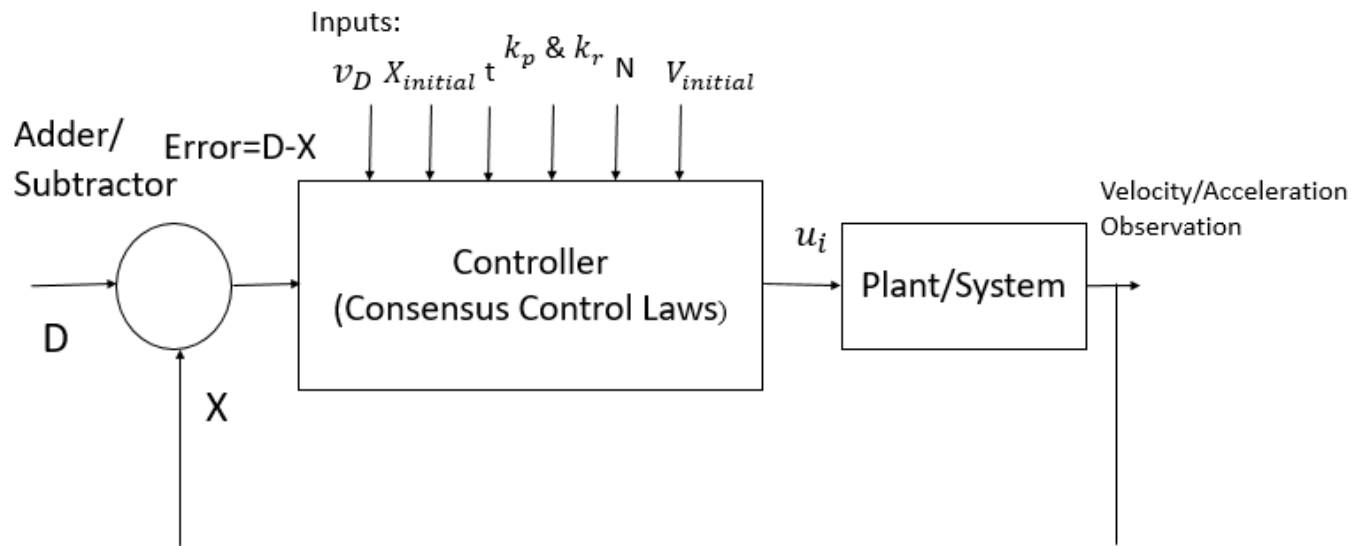 Inputs:
v_D X_initial t k_p & k_r N V_initial
Adder/
Subtractor
Error=D-X
Velocity/Acceleration
Observation
Controller
(Consensus Control Laws)
u_i
Plant/System
D
X